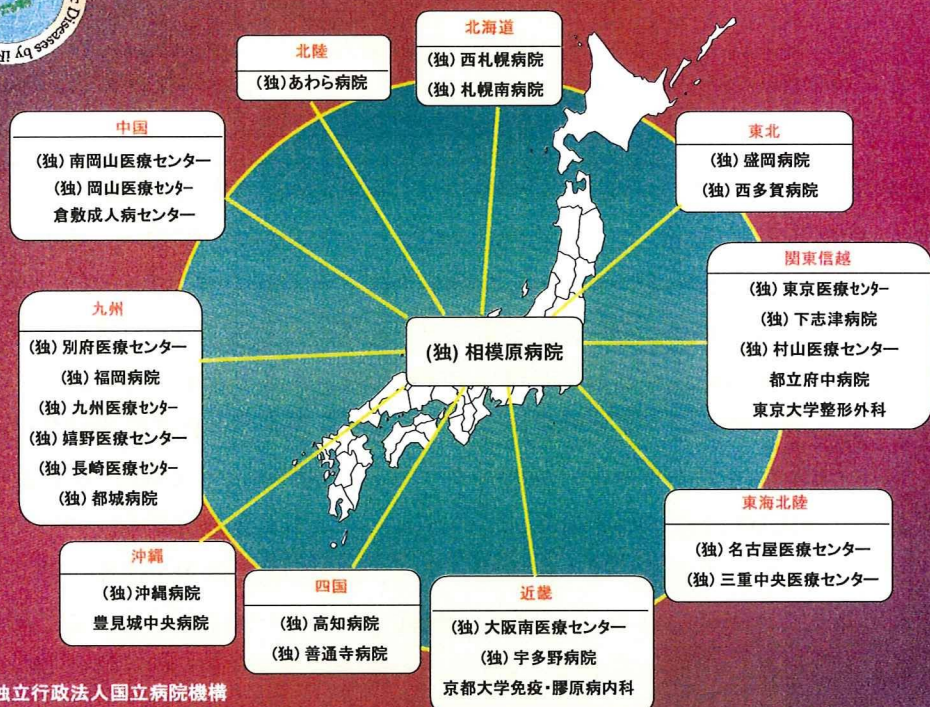 Diseases by iR
北海道
(独) 西札幌病院
(独) 札幌南病院
北陸
(独)あわら病院
東北
(独) 盛岡病院
(独) 西多賀病院
中国
(独) 南岡山医療センター
(独) 岡山医療センター
倉敷成人病センター
関東信越
(独) 東京医療センター
(独) 下志津病院
(独) 村山医療センター
都立府中病院
東京大学整形外科
九州
(独) 別府医療センター
(独) 福岡病院
(独) 九州医療センター
(独) 嬉野医療センター
(独) 長崎医療センター
(独) 都城病院
(独) 相模原病院
東海北陸
(独) 名古屋医療センター
(独) 三重中央医療センター
沖縄
(独)沖縄病院
豊見城中央病院
四国
(独) 高知病院
(独) 善通寺病院
近畿
(独) 大阪南医療センター
(独) 宇多野病院
京都大学免疫・膠原病内科
独立行政法人国立病院機構